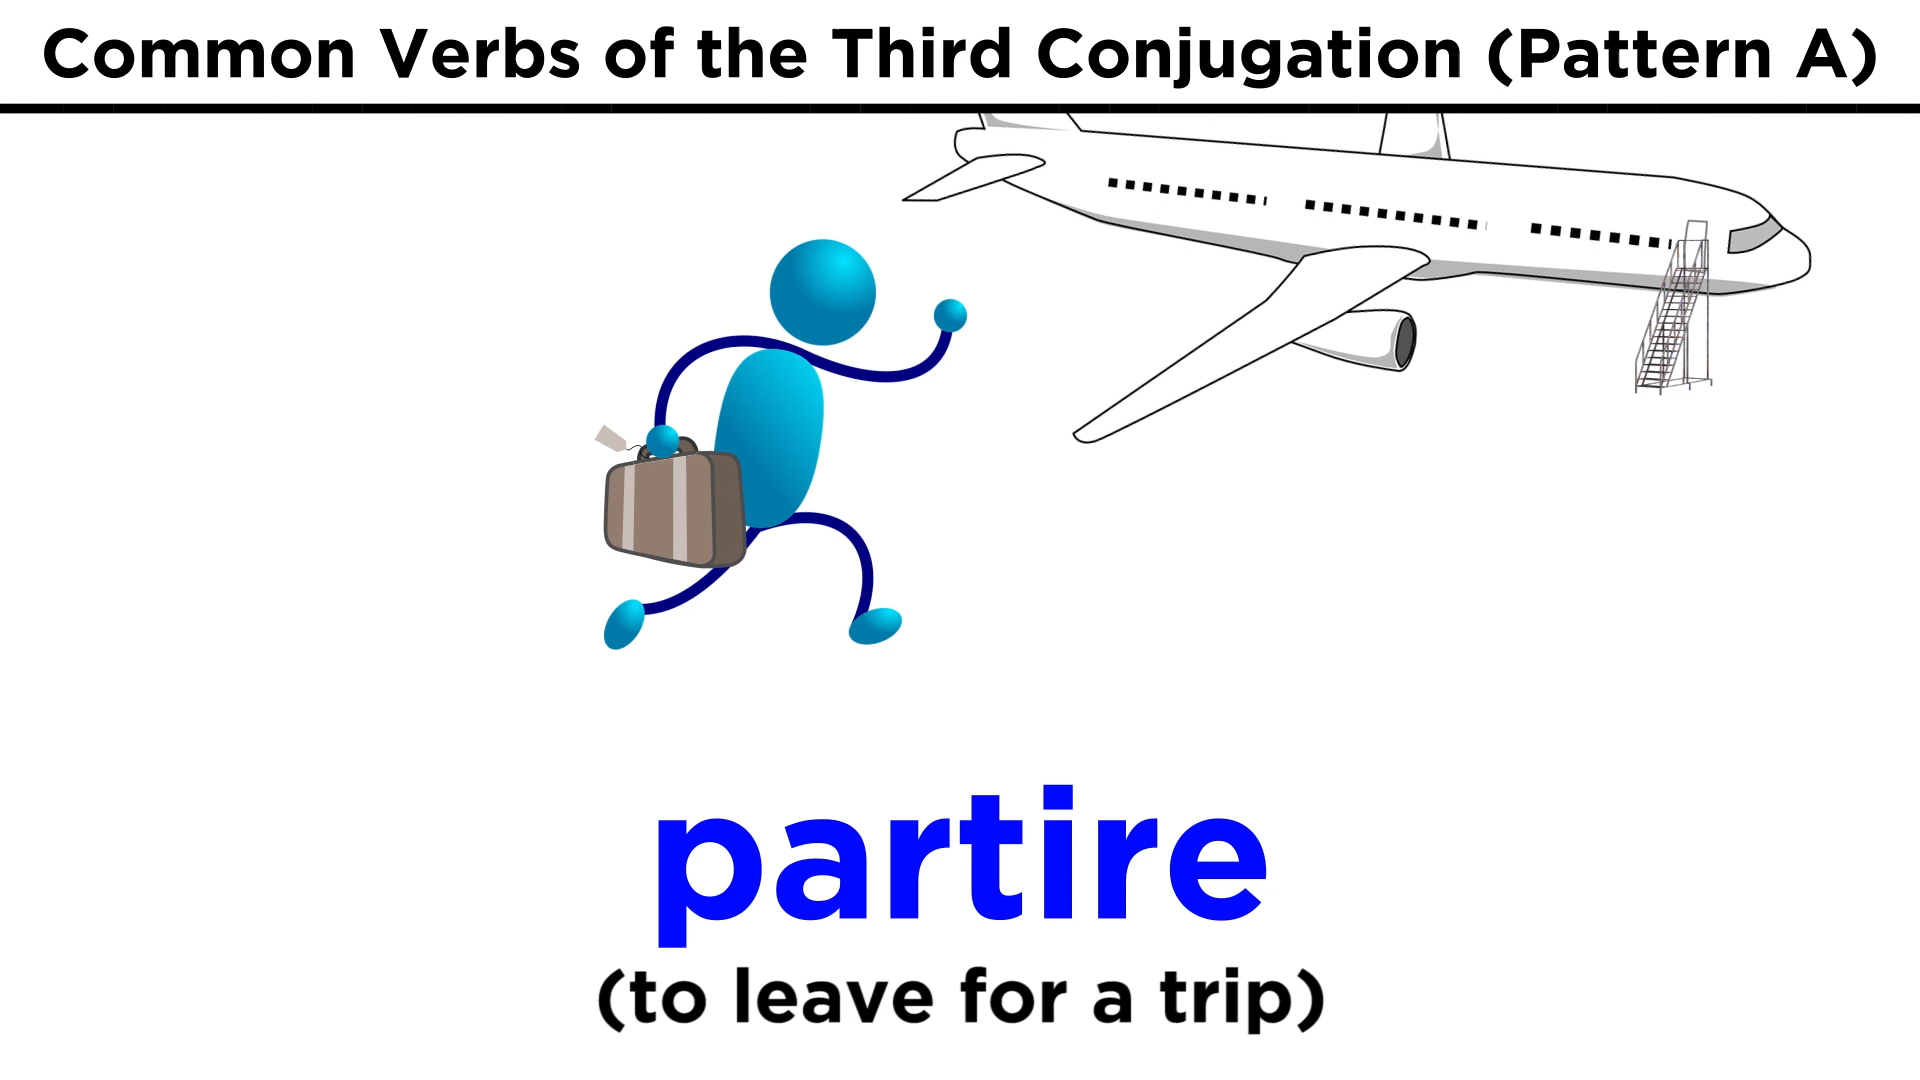 Common Verbs of the Third Conjugation (Pattern A)
partire
(to leave for a trip)